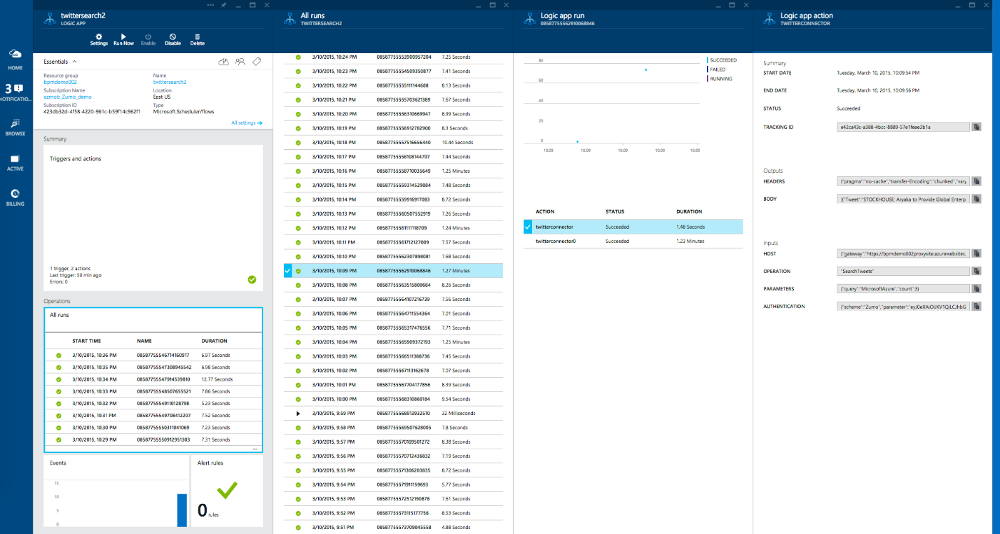 twittersearch2
LOGIC APP
Settings Run Now Enable Disable Delete
HOME
3
NOTIFICATIO...
BROWSE
ACTIVE
BILLING
Essentials
Resource group
bpmdemo002
Name
twittersearch2
Subscription Name
azmob_Zumo_demo
Location
East US
Subscription ID
423db32d-4f58-4220-961c-b59f14c962f1
Type
Microsoft.Scheduler/flows
All settings
Summary
Triggers and actions
1 trigger, 2 actions
Last trigger: 50 min ago
Errors: 0
Operations
All runs
START TIME NAME DURATION
3/10/2015, 10:36 PM 08587755546714160917 6.97 Seconds
3/10/2015, 10:35 PM 08587755547308945542 6.98 Seconds
3/10/2015, 10:34 PM 08587755547914539810 12.77 Seconds
3/10/2015, 10:33 PM 08587755548507655521 7.86 Seconds
3/10/2015, 10:32 PM 08587755549110128798 5.23 Seconds
3/10/2015, 10:31 PM 08587755549708412207 7.52 Seconds
3/10/2015, 10:30 PM 08587755550311041069 7.23 Seconds
3/10/2015, 10:29 PM 08587755550912951303 7.31 Seconds
...
Events
15
10
5
0
Alert rules
0 rules
All runs
TWITTERSEARCH2
3/10/2015, 10:24 PM 08587755553900957204 7.25 Seconds
3/10/2015, 10:23 PM 08587755554509350877 7.41 Seconds
3/10/2015, 10:22 PM 08587755555111144688 8.13 Seconds
3/10/2015, 10:21 PM 08587755555703621389 7.67 Seconds
3/10/2015, 10:20 PM 08587755556310669947 8.99 Seconds
3/10/2015, 10:19 PM 08587755556912702900 8.3 Seconds
3/10/2015, 10:18 PM 08587755557516656440 10.44 Seconds
3/10/2015, 10:17 PM 08587755558108144707 7.44 Seconds
3/10/2015, 10:16 PM 08587755558710035649 1.25 Minutes
3/10/2015, 10:15 PM 08587755559314529884 7.48 Seconds
3/10/2015, 10:14 PM 08587755559916917083 8.72 Seconds
3/10/2015, 10:13 PM 08587755560507552919 7.26 Seconds
3/10/2015, 10:12 PM 08587755561111118709 1.24 Minutes
3/10/2015, 10:11 PM 08587755561712127009 7.57 Seconds
3/10/2015, 10:10 PM 08587755562307898081 7.68 Seconds
3/10/2015, 10:09 PM 08587755562910068846 1.27 Minutes
3/10/2015, 10:08 PM 08587755563515800684 8.26 Seconds
3/10/2015, 10:07 PM 08587755564107216739 7.56 Seconds
3/10/2015, 10:06 PM 08587755564711554364 7.01 Seconds
3/10/2015, 10:05 PM 08587755565317476556 7.71 Seconds
3/10/2015, 10:04 PM 08587755565909372193 1.25 Minutes
3/10/2015, 10:03 PM 08587755566511388736 7.45 Seconds
3/10/2015, 10:02 PM 08587755567113162678 7.07 Seconds
3/10/2015, 10:01 PM 08587755567704177856 8.39 Seconds
3/10/2015, 10:00 PM 08587755568310860184 9.54 Seconds
3/10/2015, 9:59 PM 08587755568913932510 32 Milliseconds
3/10/2015, 9:58 PM 08587755569507628005 7.8 Seconds
3/10/2015, 9:57 PM 08587755570109501272 8.38 Seconds
3/10/2015, 9:56 PM 08587755570712436832 7.19 Seconds
3/10/2015, 9:55 PM 08587755571306203835 8.72 Seconds
3/10/2015, 9:54 PM 08587755571911159693 5.77 Seconds
3/10/2015, 9:53 PM 08587755572512190878 7.61 Seconds
3/10/2015, 9:52 PM 08587755573115177756 8.53 Seconds
3/10/2015, 9:51 PM 08587755573709045558 4.88 Seconds
Logic app run
08587755562910068846
80
60
40
20
0
10:09 10:09 10:09 10:09 10:09
SUCCEEDED
FAILED
RUNNING
ACTION STATUS DURATION
twitterconnector Succeeded 1.48 Seconds
twitterconnector0 Succeeded 1.23 Minutes
Logic app action
TWITTERCONNECTOR
Summary
START DATE Tuesday, March 10, 2015, 10:09:54 PM
END DATE Tuesday, March 10, 2015, 10:09:56 PM
STATUS Succeeded
TRACKING ID e42ca43c-a388-4bcc-8889-57e1feee3b1a
Outputs
HEADERS {"pragma":"no-cache","transfer-Encoding":"chunked","vary
BODY [{"Tweet":"STOCKHOUSE: Aryaka to Provide Global Enterp
Inputs
HOST {"gateway":"https://bpmdemo002proxysite.azurewebsites.
OPERATION "SearchTweets"
PARAMETERS {"query":"MicrosoftAzure","count":3}
AUTHENTICATION {"scheme":"Zumo","parameter":"eyJ0eXAiOiJKV1QiLCJhbG